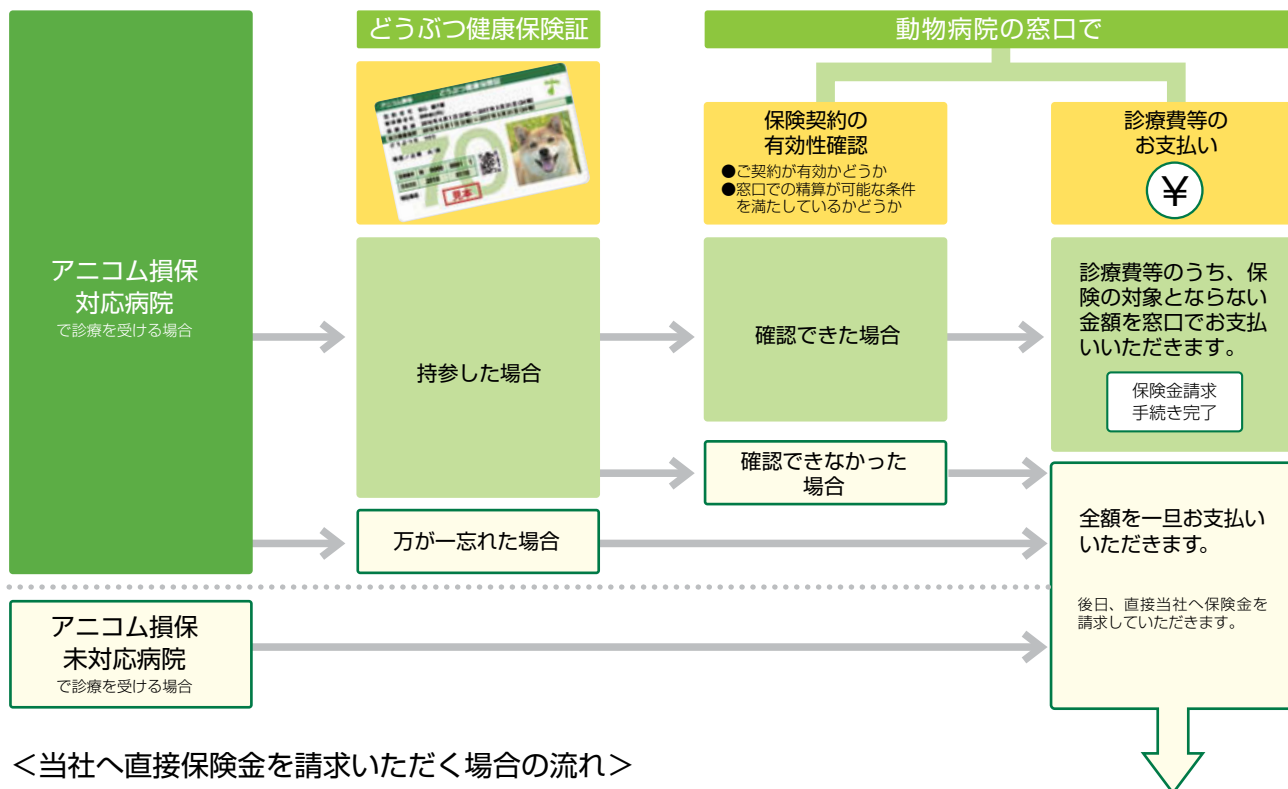 どうぶつ健康保険証
動物病院の窓口で
どうぶつ健康保険証
70
見本
保険契約の
有効性確認
●ご契約が有効かどうか
●窓口での精算が可能な条件
を満たしているかどうか
診療費等の
お支払い
¥
アニコム損保
対応病院
で診療を受ける場合
持参した場合
確認できた場合
診療費等のうち、保
険の対象とならない
金額を窓口でお支払
いいただきます。
保険金請求
手続き完了
確認できなかった
場合
万が一忘れた場合
全額を一旦お支払い
いただきます。
後日、直接当社へ保険金を
請求していただきます。
アニコム損保
未対応病院
で診療を受ける場合
＜当社へ直接保険金を請求いただく場合の流れ＞